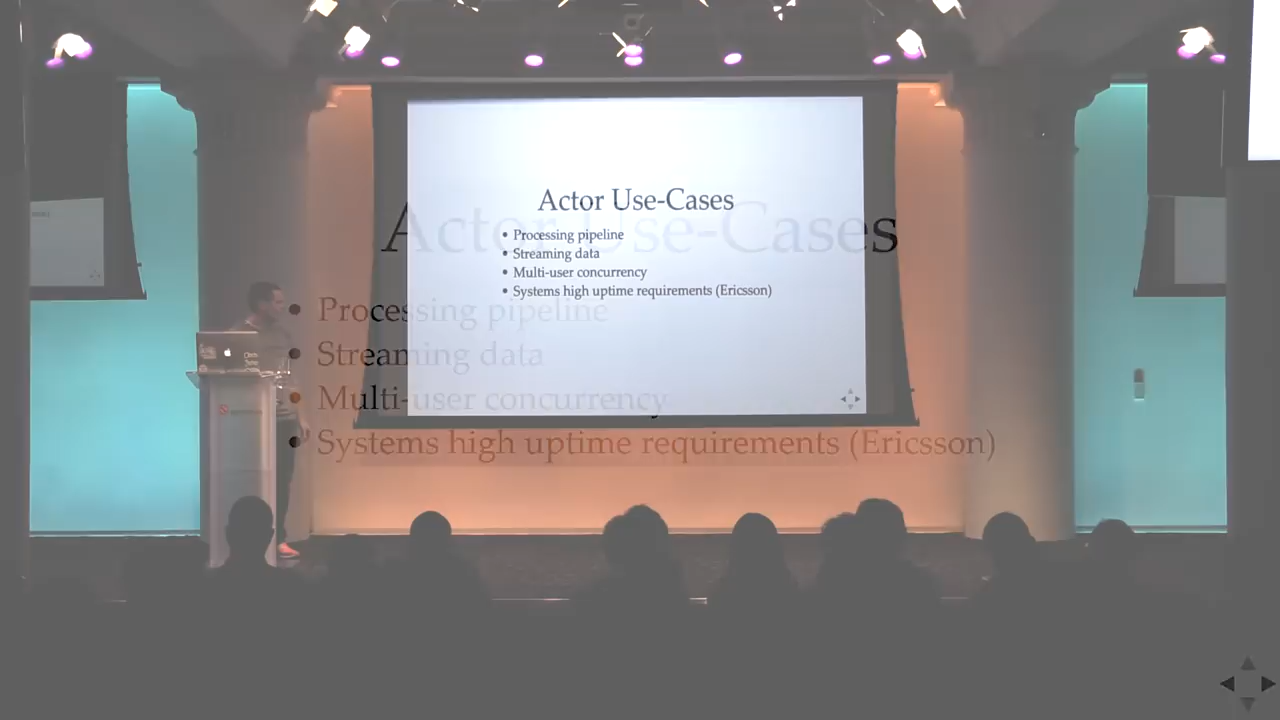 Actor Use-Cases
• Processing pipeline
• Streaming data
• Multi-user concurrency
• Systems high uptime requirements (Ericsson)
Actor Use-Cases
• Processing pipeline
• Streaming data
• Multi-user concurrency
• Systems high uptime requirements (Ericsson)